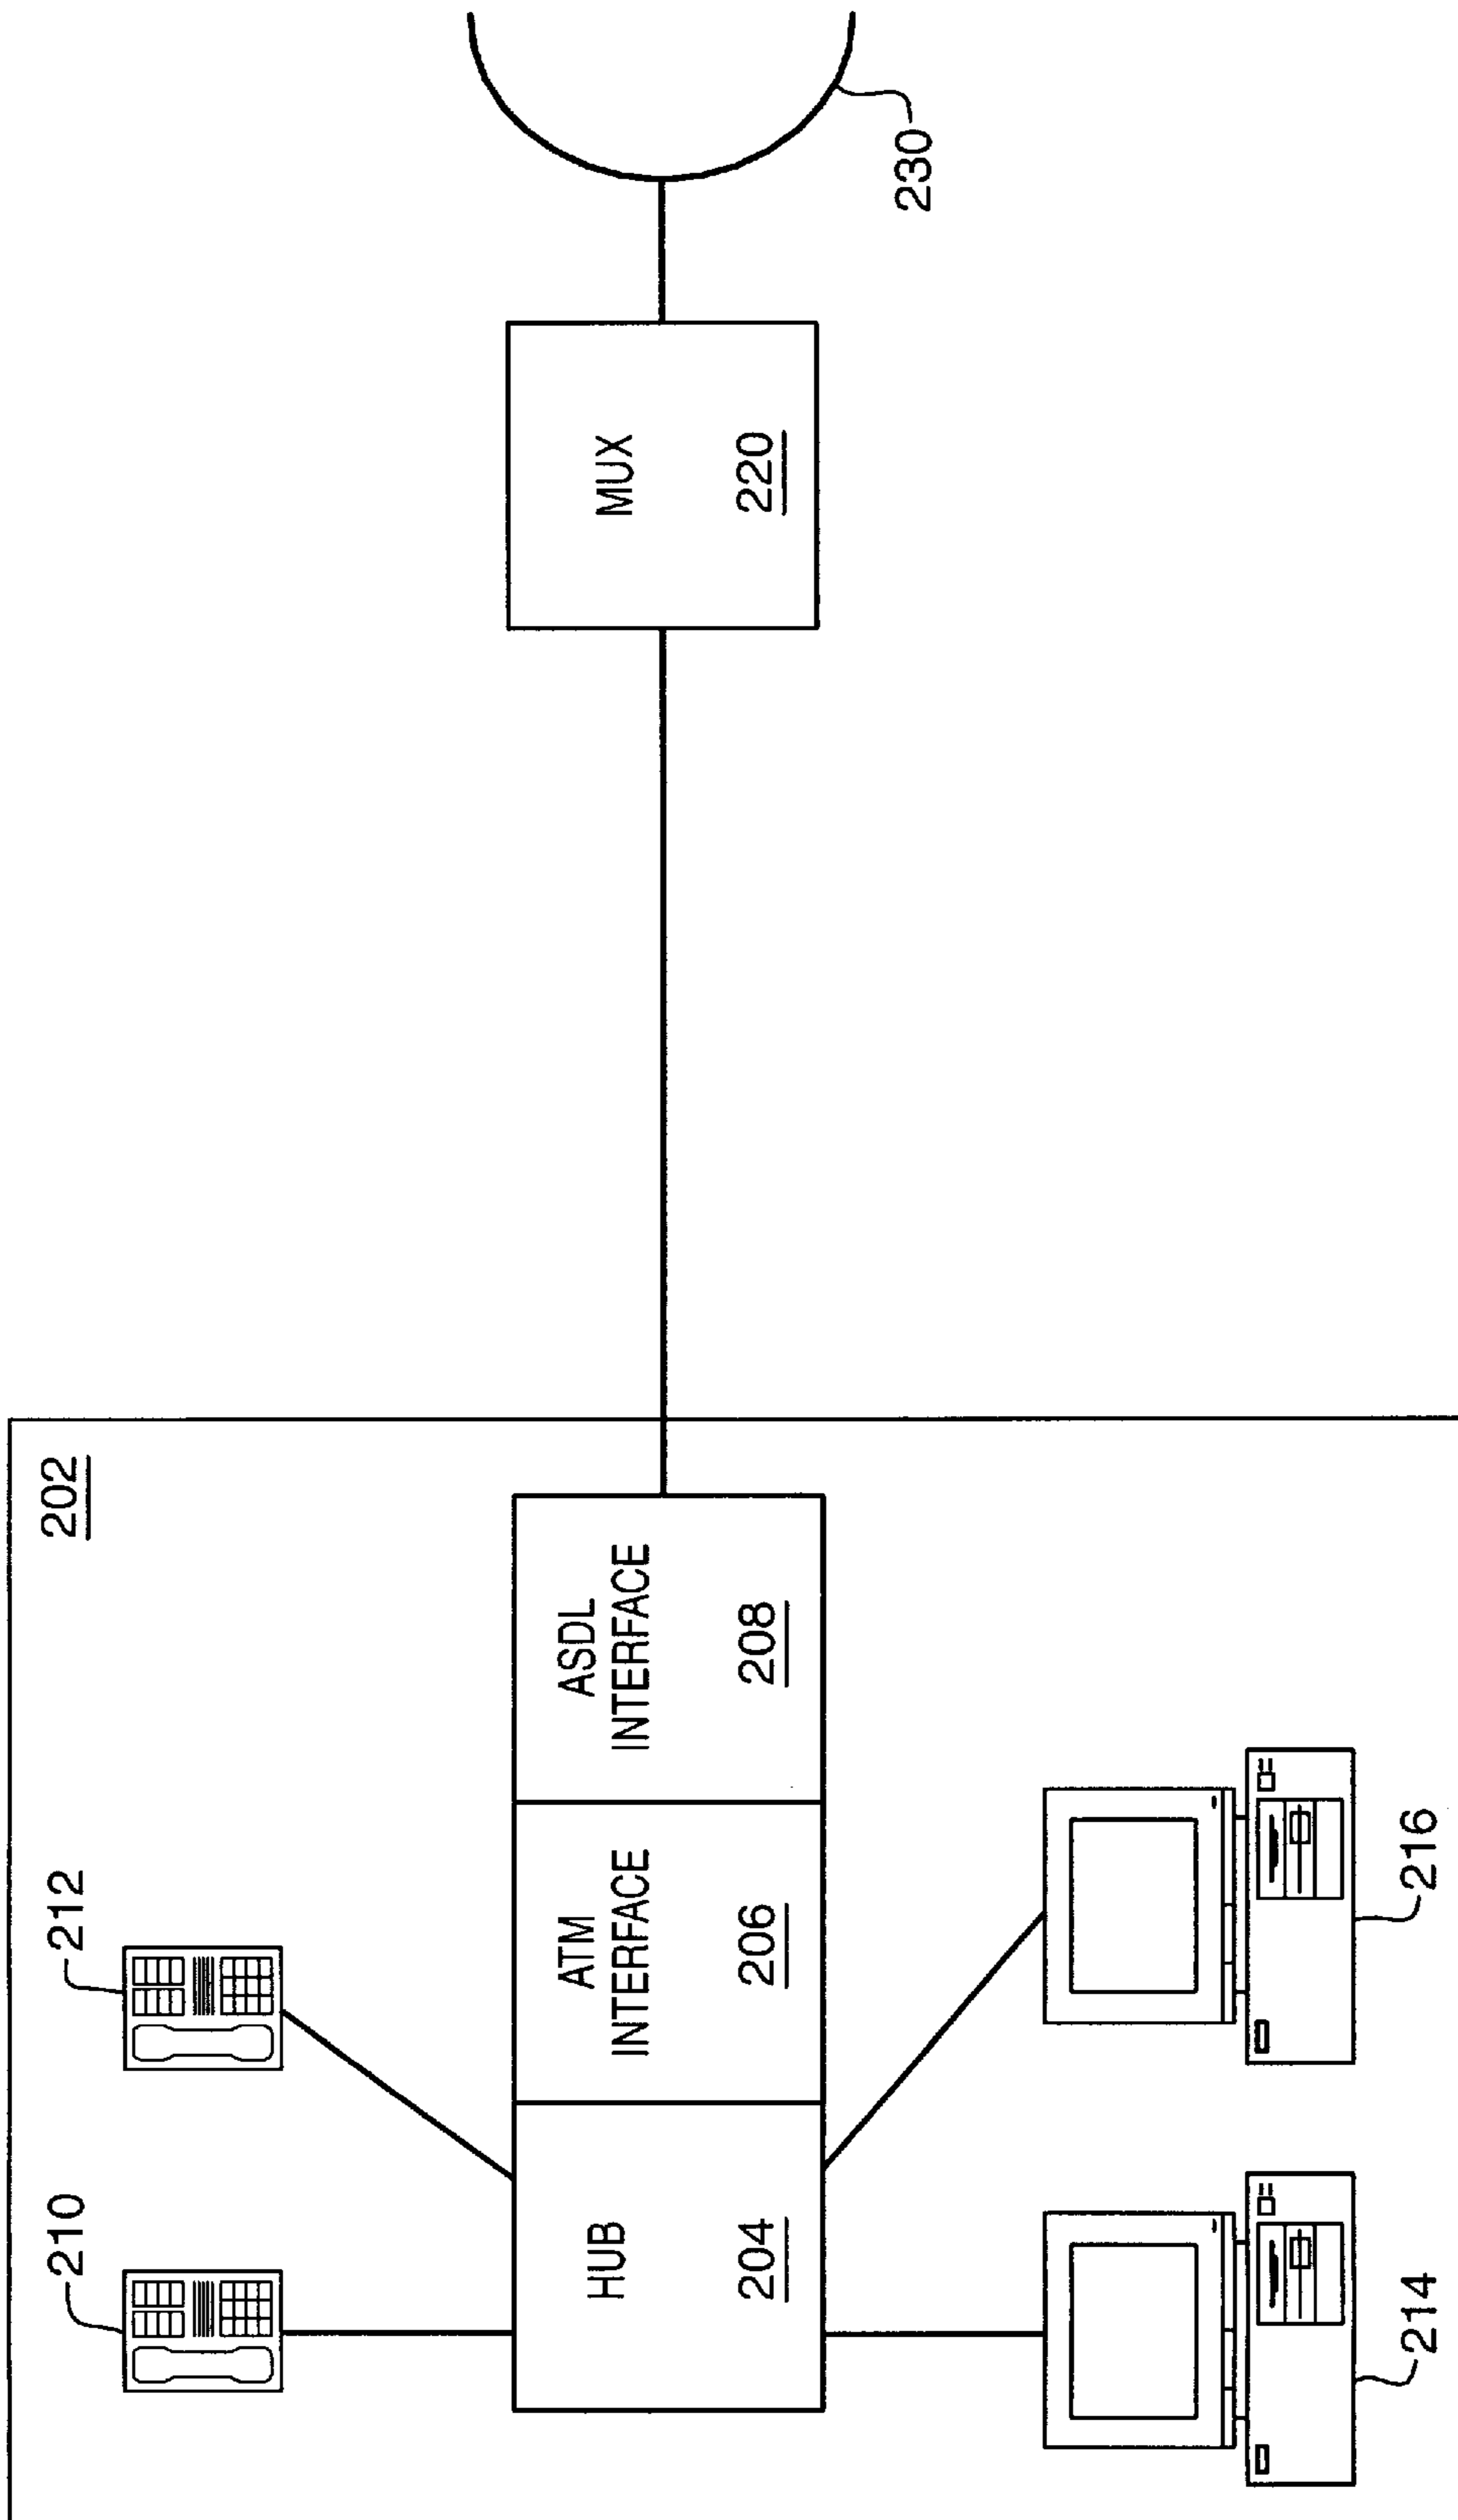 202
210
212
HUB
204
ATM
INTERFACE
206
ASDL
INTERFACE
208
MUX
220
230
214
216